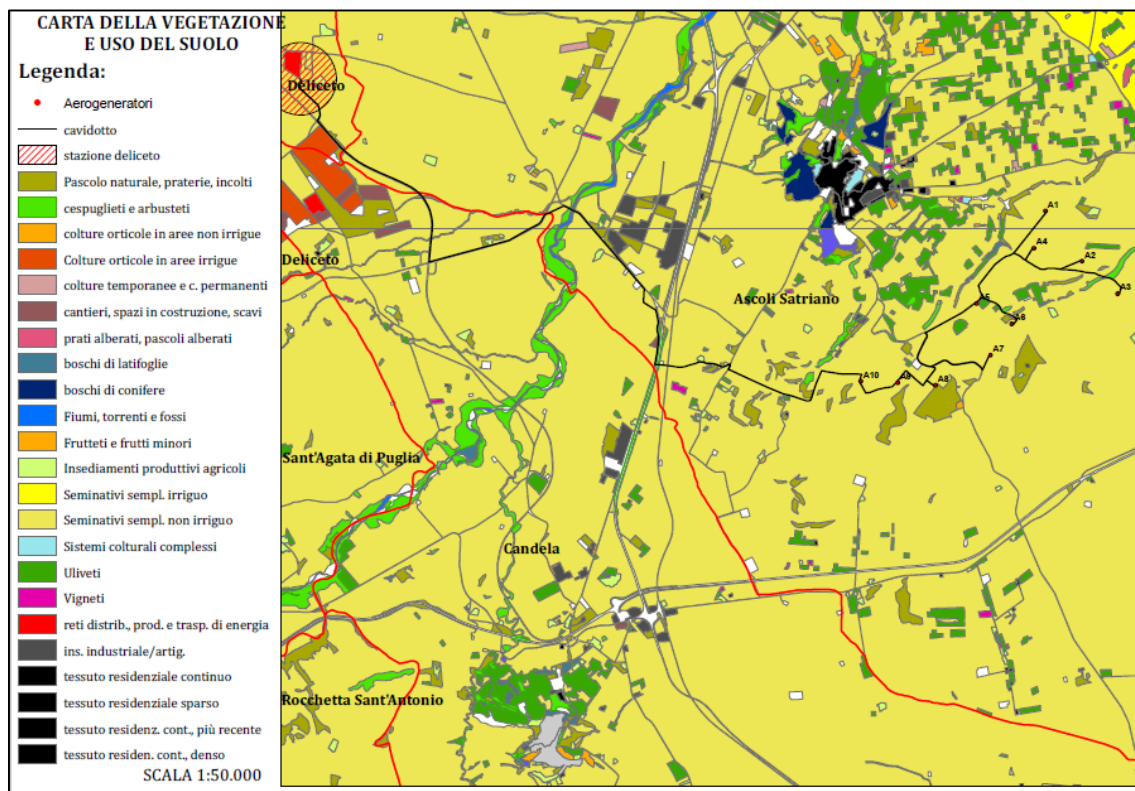 CARTA DELLA VEGETAZIONE
E USO DEL SUOLO
Legenda:
Aerogeneratori
cavidotto
stazione deliceto
Pascolo naturale, praterie, incolti
cespuglieti e arbusteti
colture orticole in aree non irrigue
Colture orticole in aree irrigue
colture temporanee e c. permanenti
cantieri, spazi in costruzione, scavi
prati alberati, pascoli alberati
boschi di latifoglie
boschi di conifere
Fiumi, torrenti e fossi
Frutteti e frutti minori
Insediamenti produttivi agricoli
Seminativi sempl. irriguo
Seminativi sempl. non irriguo
Sistemi colturali complessi
Uliveti
Vigneti
reti distrib., prod. e trasp. di energia
ins. industriale/artig.
tessuto residenziale continuo
tessuto residenziale sparso
tessuto residenz. cont., più recente
tessuto residen. cont., denso
SCALA 1:50.000
Deliceto
A1
A4
A2
Deliceto
A3
Ascoli Satriano
A5
A6
A7
A10
A9
A8
Sant'Agata di Puglia
Candela
Rocchetta Sant'Antonio